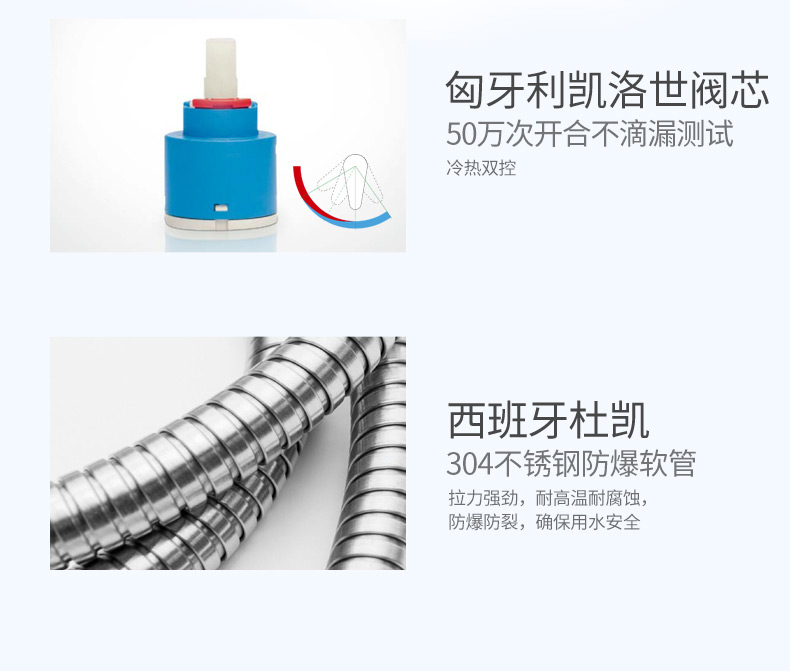 匈牙利凯洛世阀芯
50万次开合不滴漏测试
冷热双控
西班牙杜凯
304不锈钢防爆软管
拉力强劲，耐高温耐腐蚀，
防爆防裂，确保用水安全